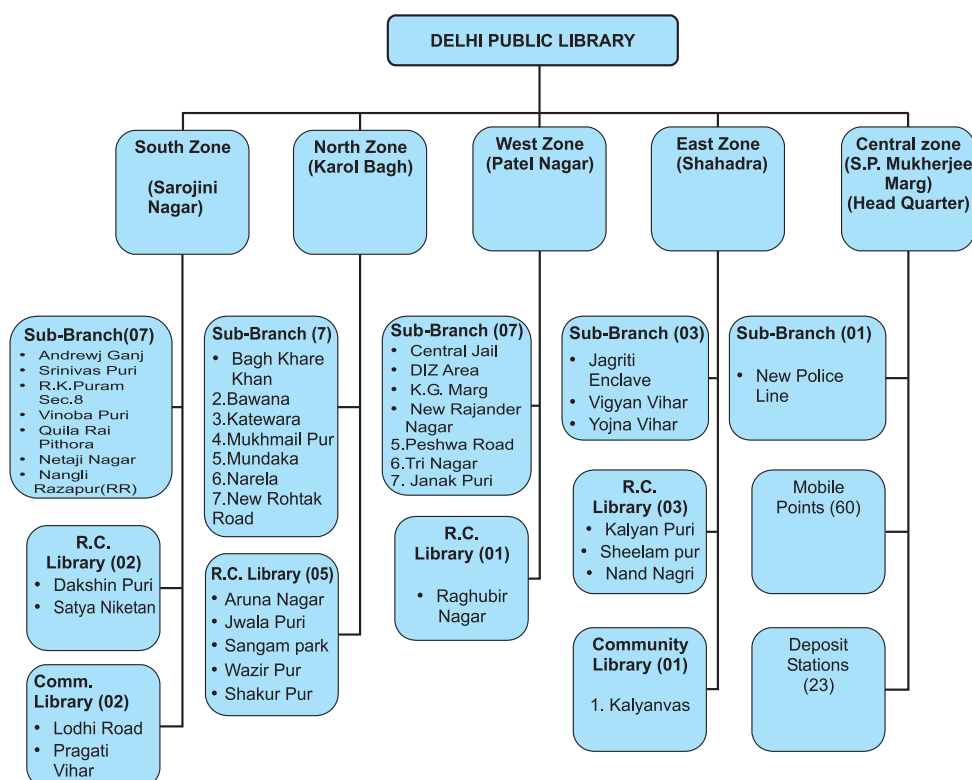 DELHI PUBLIC LIBRARY
South Zone
(Sarojini
Nagar)
North Zone
(Karol Bagh)
West Zone
(Patel Nagar)
East Zone
(Shahadra)
Central zone
(S.P. Mukherjee
Marg)
(Head Quarter)
Sub-Branch(07)
• Andrewj Ganj
• Srinivas Puri
• R.K.Puram
Sec.8
• Vinoba Puri
• Quila Rai
Pithora
• Netaji Nagar
• Nangli
Razapur(RR)
R.C.
Library (02)
• Dakshin Puri
• Satya Niketan
Comm.
Library (02)
• Lodhi Road
• Pragati
Vihar
Sub-Branch (7)
• Bagh Khare
Khan
2.Bawana
3.Katewara
4.Mukhmail Pur
5.Mundaka
6.Narela
7.New Rohtak
Road
R.C. Library (05)
• Aruna Nagar
• Jwala Puri
• Sangam park
• Wazir Pur
• Shakur Pur
Sub-Branch (07)
• Central Jail
• DIZ Area
• K.G. Marg
• New Rajander
Nagar
5.Peshwa Road
6.Tri Nagar
7. Janak Puri
R.C.
Library (01)
• Raghubir
Nagar
Sub-Branch (03)
• Jagriti
Enclave
• Vigyan Vihar
• Yojna Vihar
R.C.
Library (03)
• Kalyan Puri
• Sheelam pur
• Nand Nagri
Community
Library (01)
1. Kalyanvas
Sub-Branch (01)
• New Police
Line
Mobile
Points (60)
Deposit
Stations
(23)